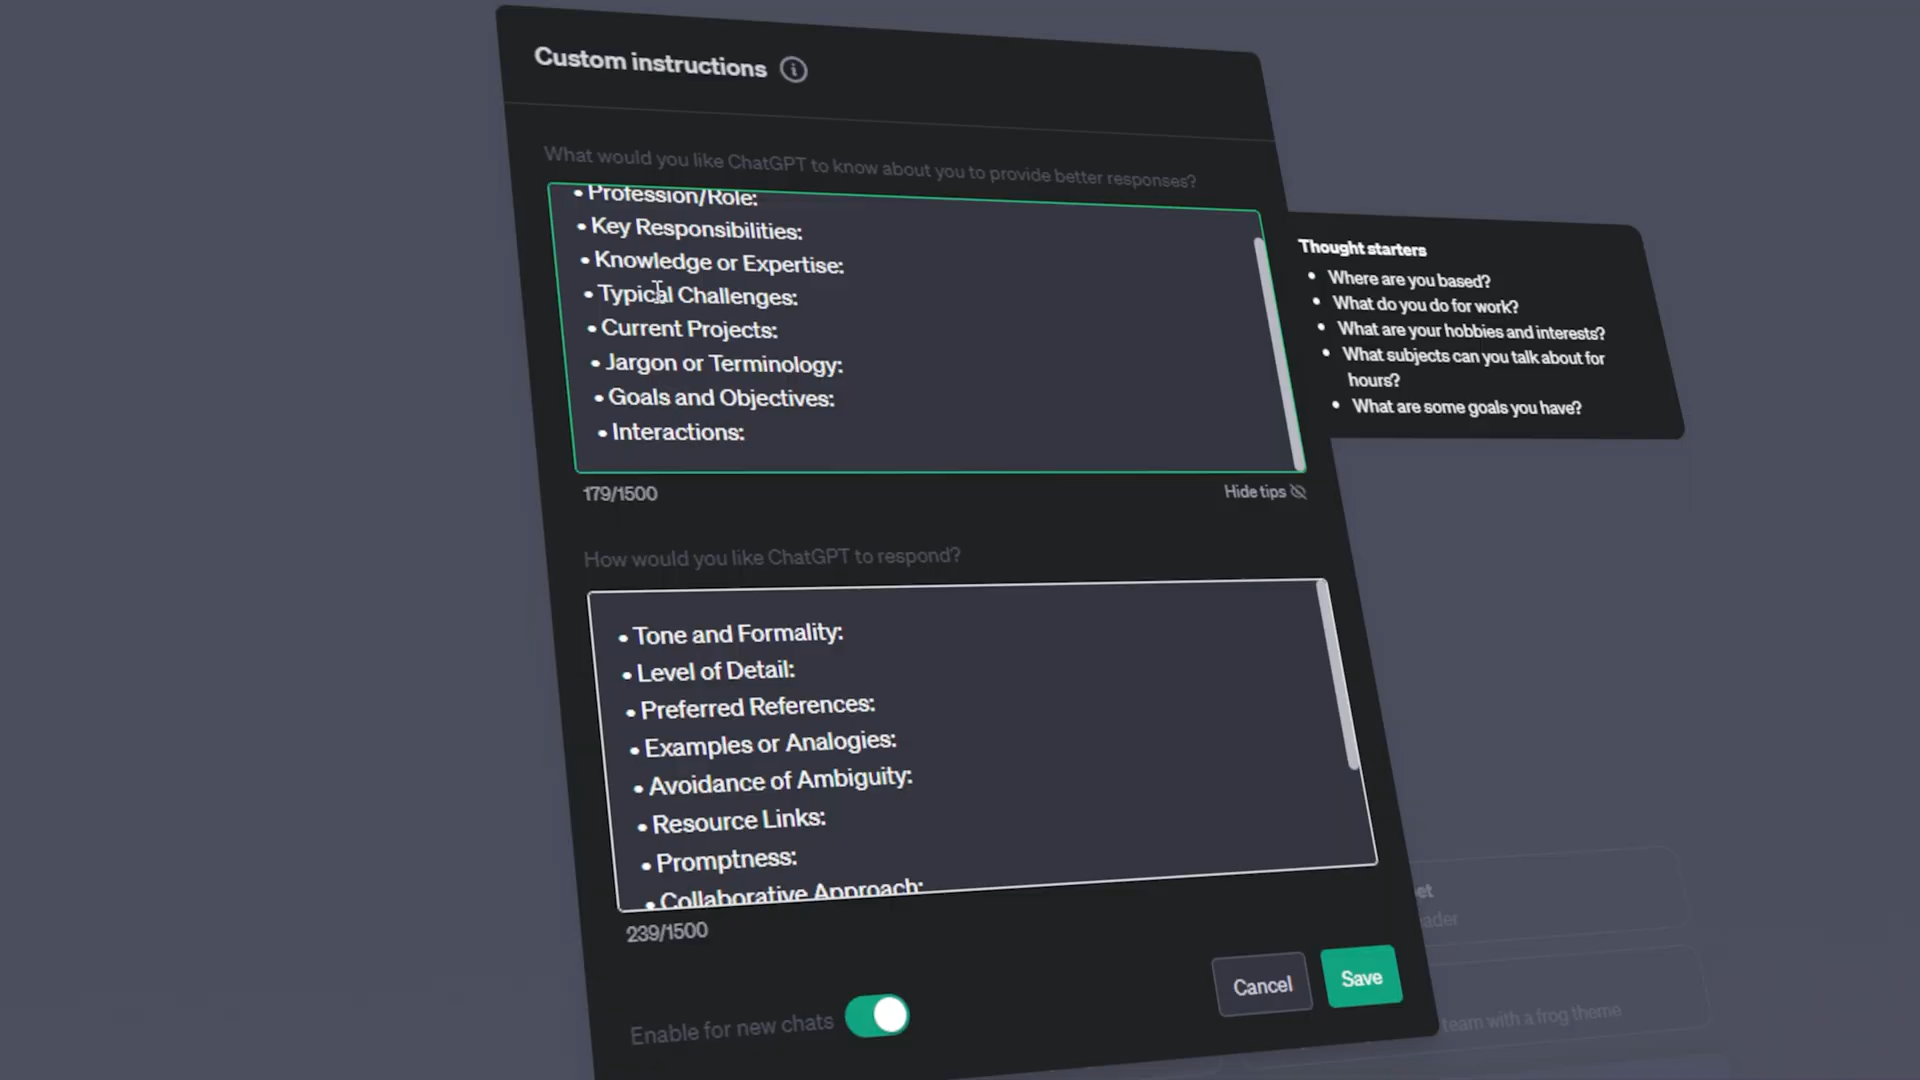 Custom instructions
What would you like ChatGPT to know about you to provide better responses?
• Profession/Role:
• Key Responsibilities:
• Knowledge or Expertise:
• Typical Challenges:
• Current Projects:
• Jargon or Terminology:
• Goals and Objectives:
• Interactions:
179/1500
Hide tips
Thought starters
• Where are you based?
• What do you do for work?
• What are your hobbies and interests?
• What subjects can you talk about for
hours?
• What are some goals you have?
How would you like ChatGPT to respond?
• Tone and Formality:
• Level of Detail:
• Preferred References:
• Examples or Analogies:
• Avoidance of Ambiguity:
• Resource Links:
• Promptness:
• Collaborative Approach:
239/1500
Cancel
Save
Enable for new chats
team with a frog theme